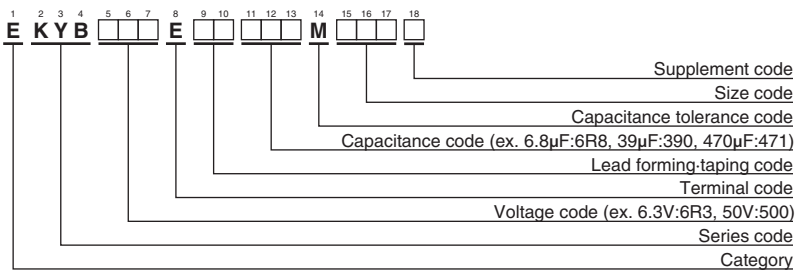 1 2 3 4 5 6 7 8 9 10 11 12 13 14 15 16 17 18
E K Y B E M
Supplement code
Size code
Capacitance tolerance code
Capacitance code (ex. 6.8μF:6R8, 39μF:390, 470μF:471)
Lead forming·taping code
Terminal code
Voltage code (ex. 6.3V:6R3, 50V:500)
Series code
Category